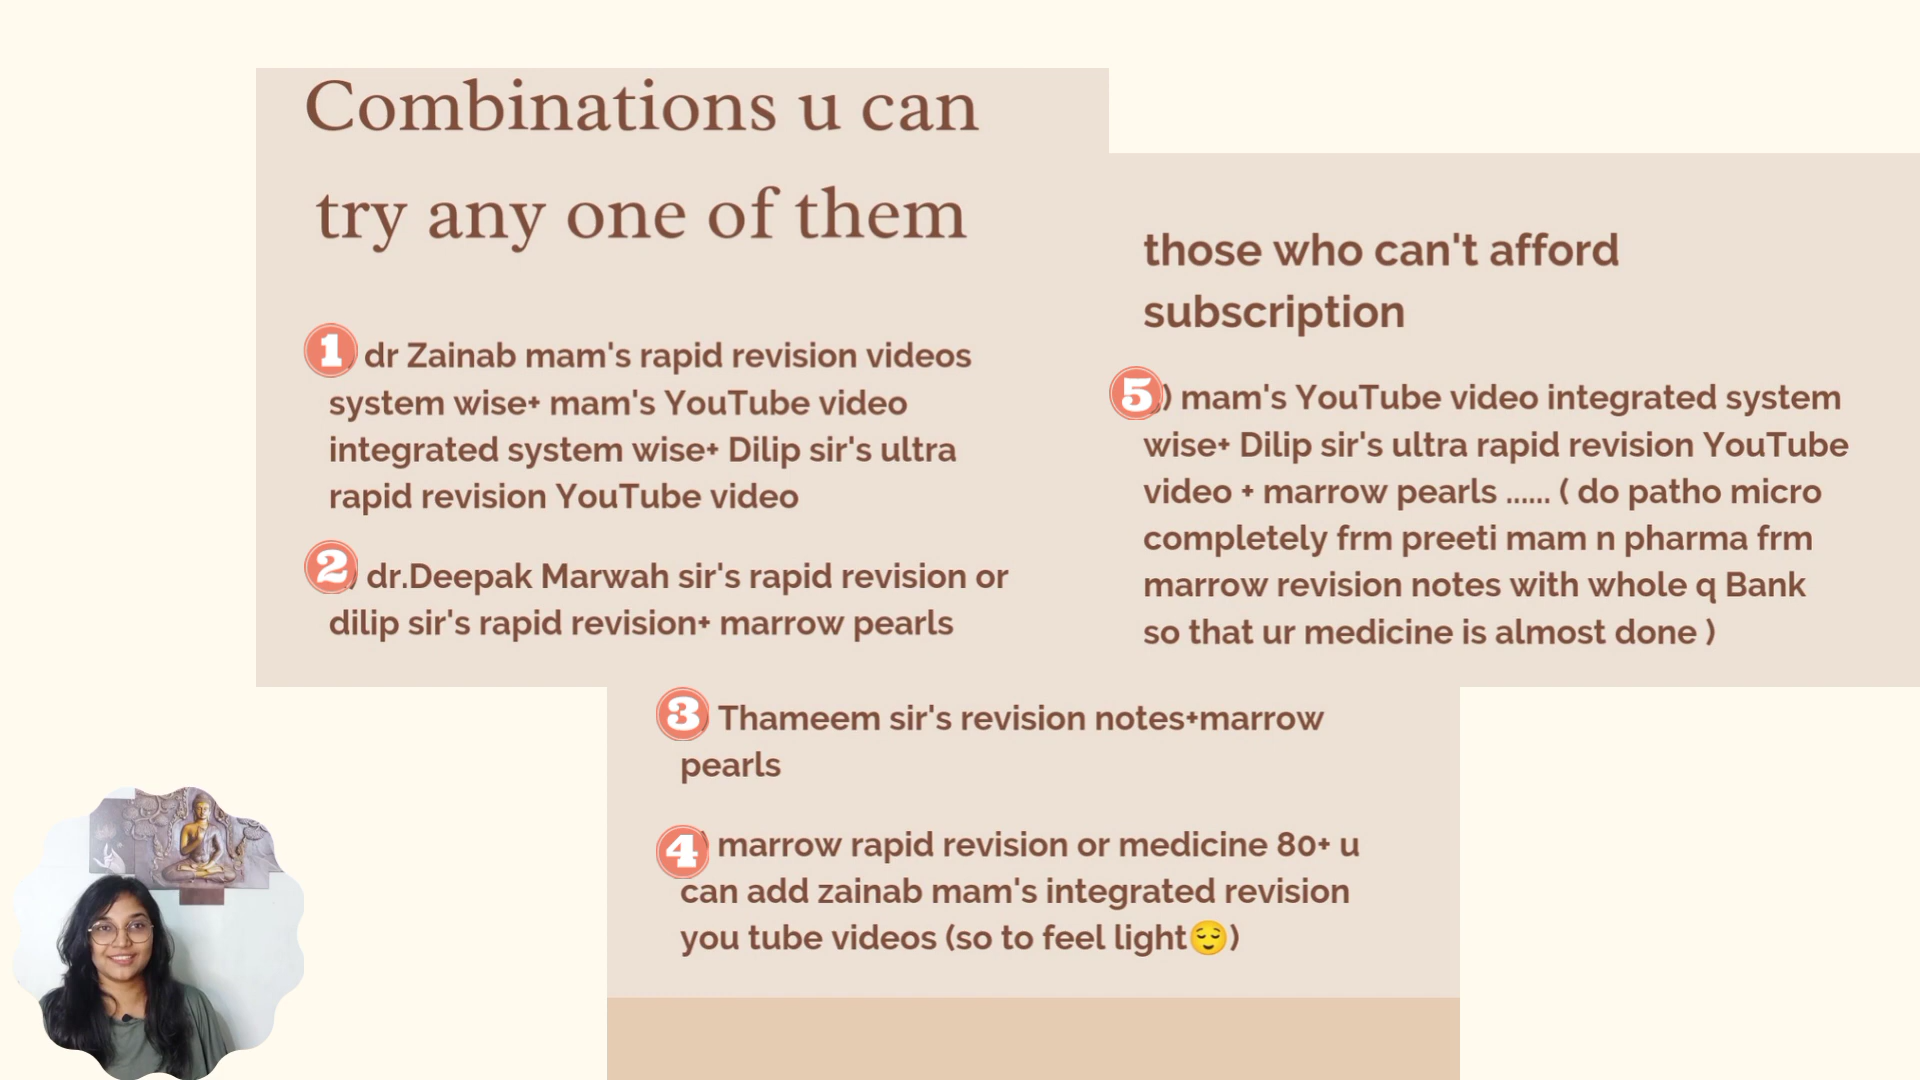 Combinations u can
try any one of them
1 dr Zainab mam's rapid revision videos
system wise+ mam's YouTube video
integrated system wise+ Dilip sir's ultra
rapid revision YouTube video
2 dr.Deepak Marwah sir's rapid revision or
dilip sir's rapid revision+ marrow pearls
3 Thameem sir's revision notes+marrow
pearls
4 marrow rapid revision or medicine 80+ u
can add zainab mam's integrated revision
you tube videos (so to feel light😌)
those who can't afford
subscription
5) mam's YouTube video integrated system
wise+ Dilip sir's ultra rapid revision YouTube
video + marrow pearls ...... ( do patho micro
completely frm preeti mam n pharma frm
marrow revision notes with whole q Bank
so that ur medicine is almost done )